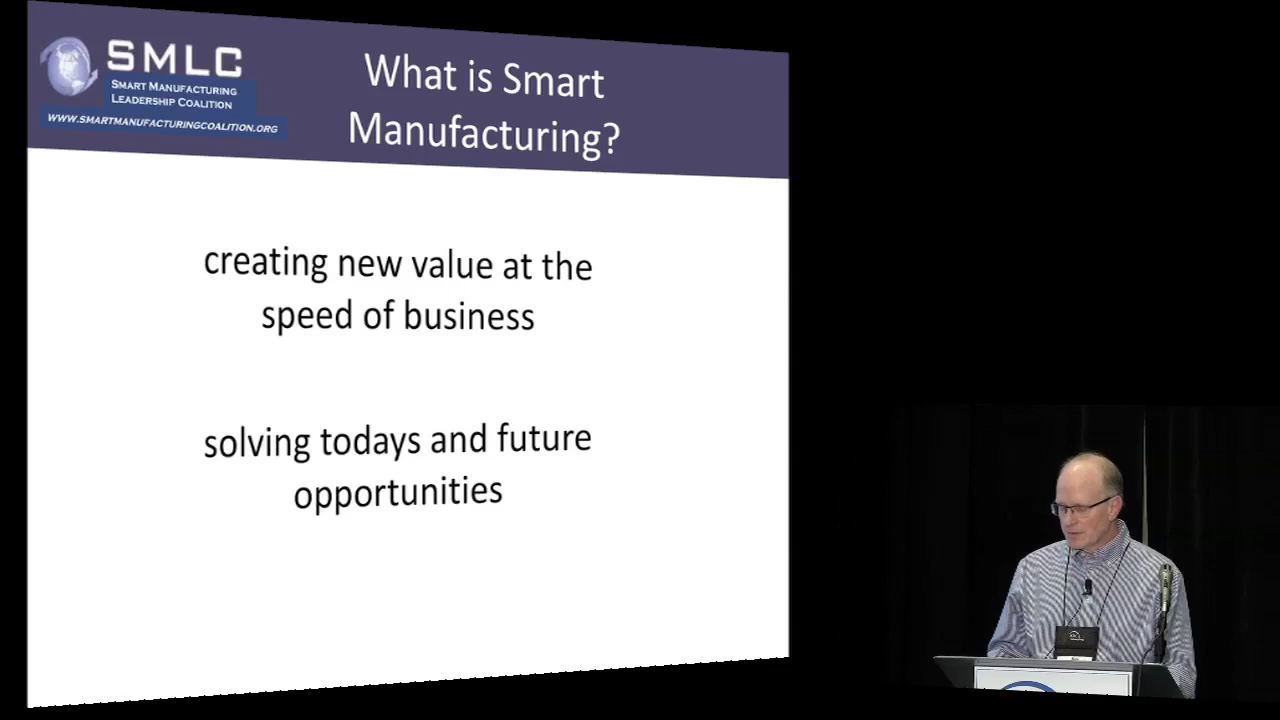 SMLC
SMART MANUFACTURING
LEADERSHIP COALITION
WWW.SMARTMANUFACTURINGCOALITION.ORG
What is Smart
Manufacturing?
creating new value at the
speed of business
solving todays and future
opportunities